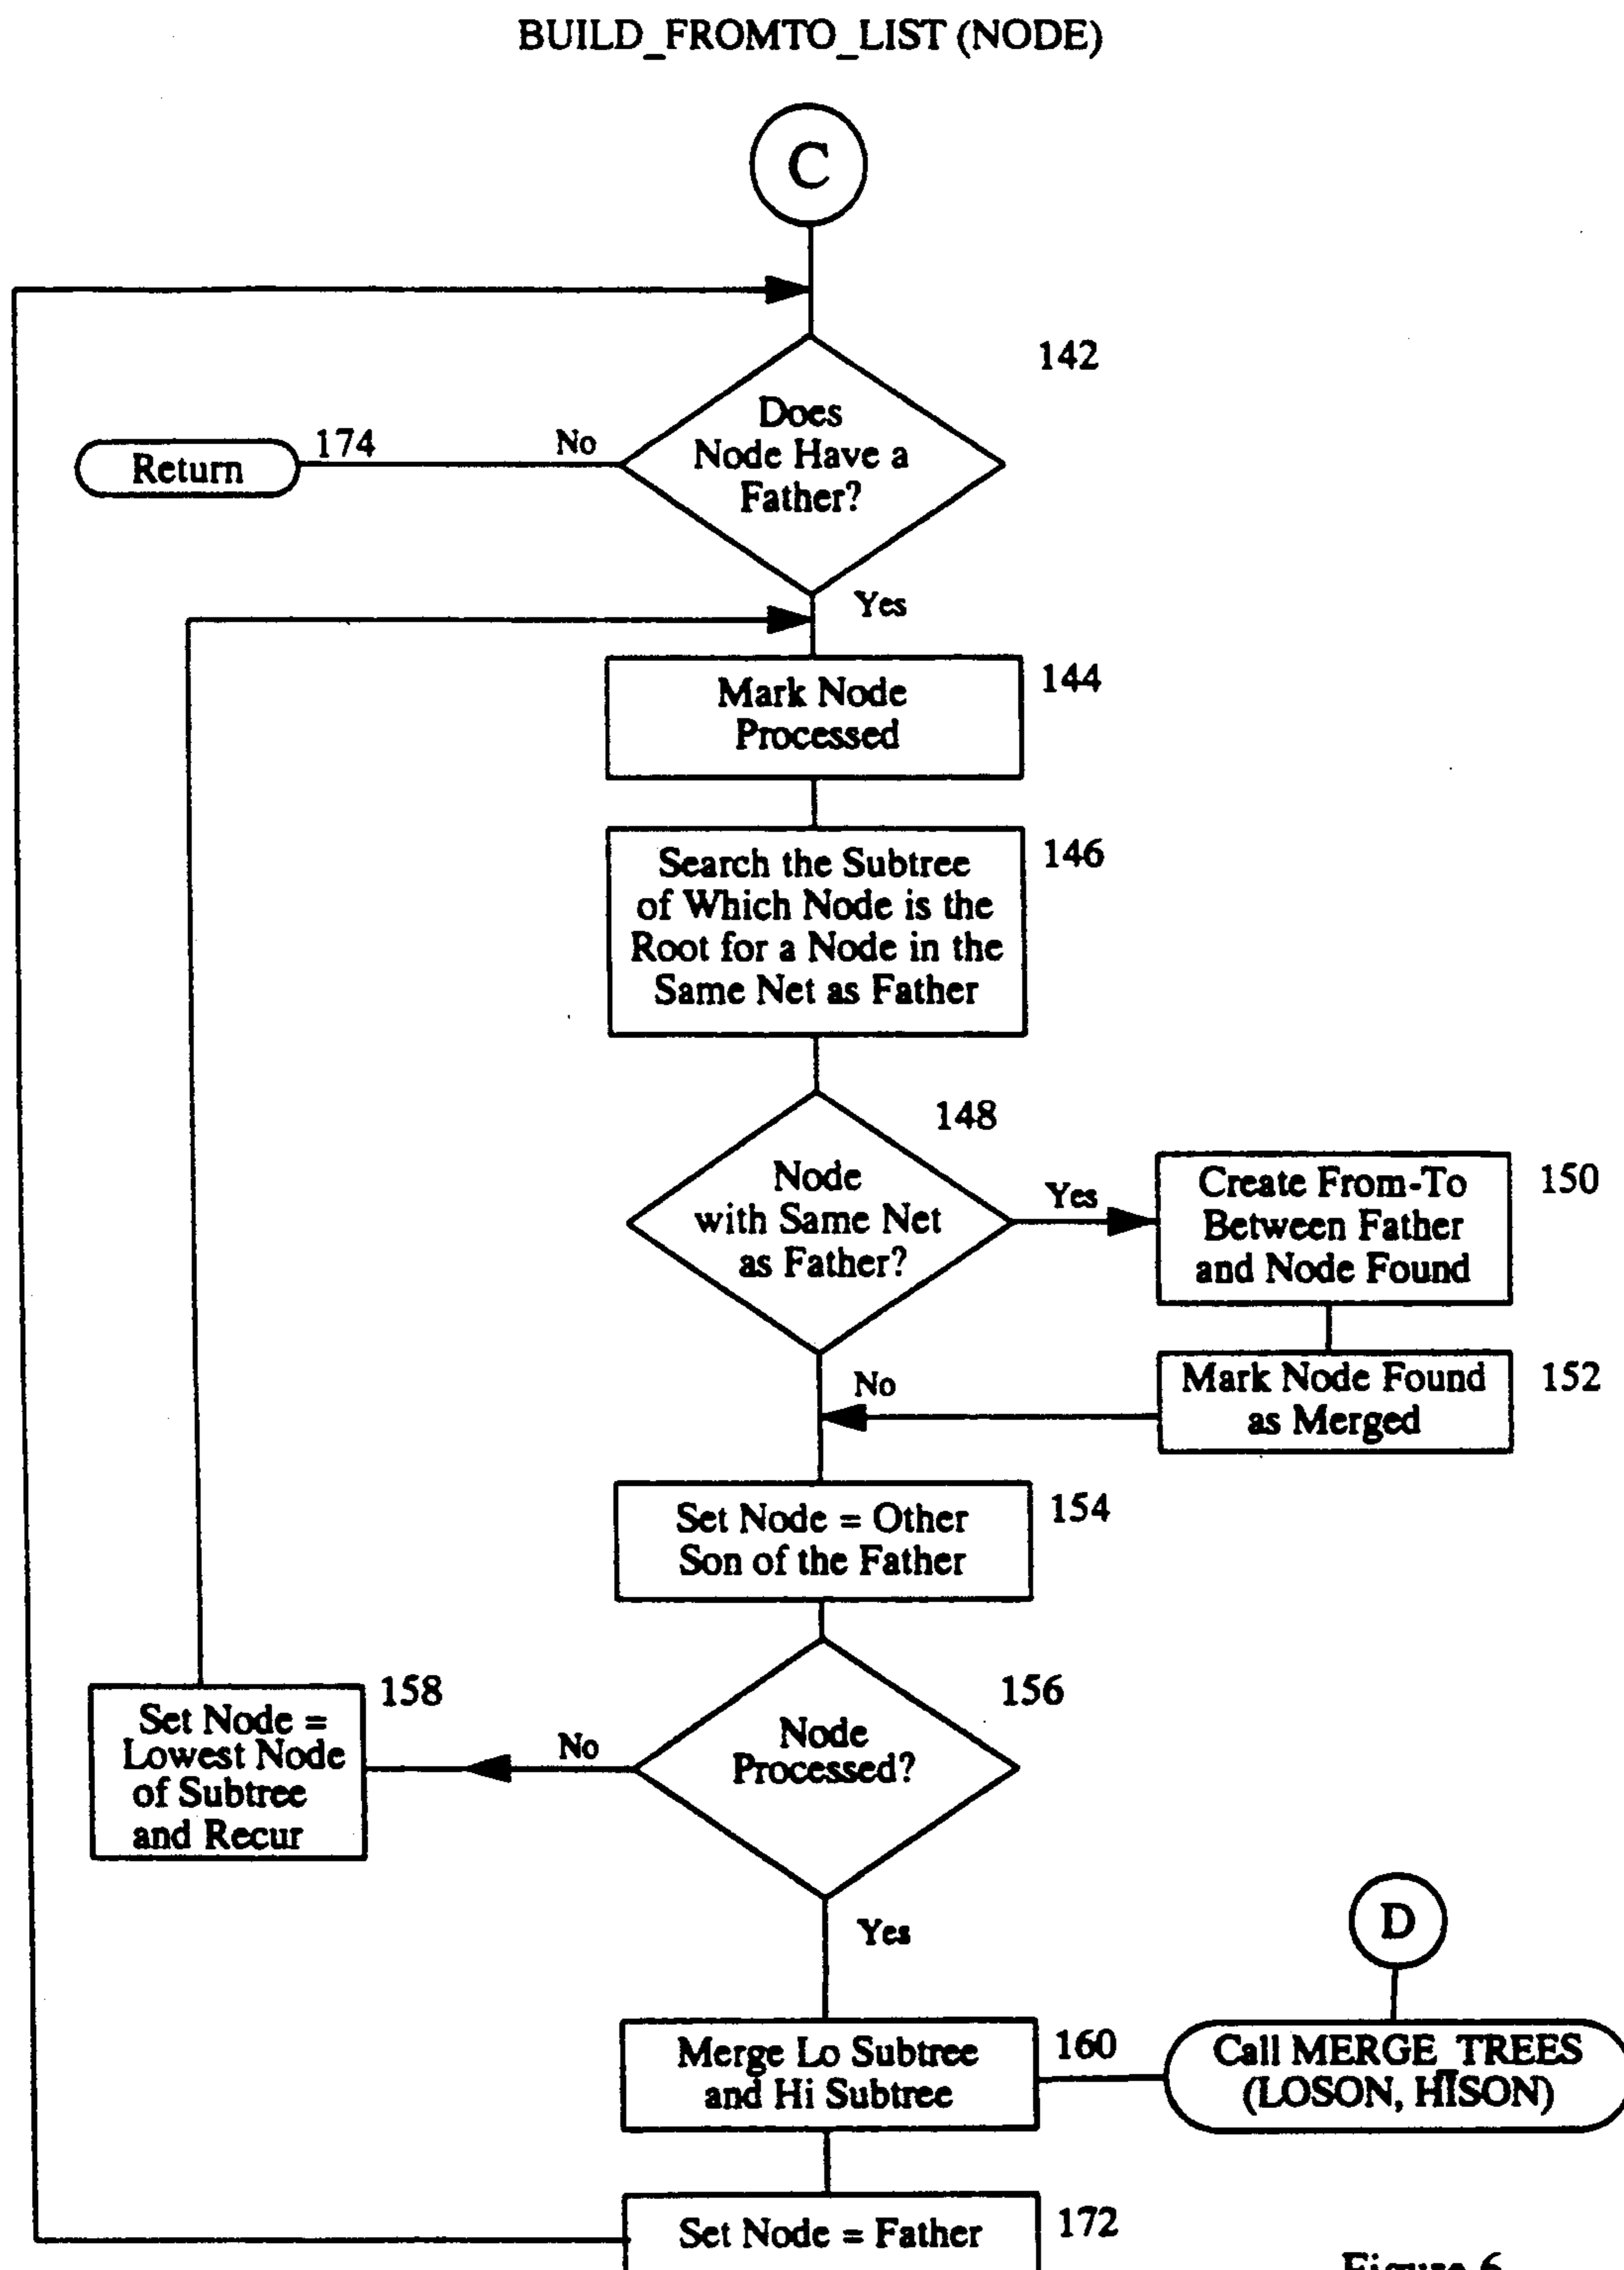 BUILD_FROMTO_LIST (NODE)
C
142
Does
Node Have a
Father?
No
174
Return
Yes
144
Mark Node
Processed
146
Search the Subtree
of Which Node is the
Root for a Node in the
Same Net as Father
148
Node
with Same Net
as Father?
Yes
Create From-To
Between Father
and Node Found
150
No
Mark Node Found
as Merged
152
Set Node = Other
Son of the Father
154
156
Node
Processed?
No
158
Set Node =
Lowest Node
of Subtree
and Recur
Yes
D
Merge Lo Subtree
and Hi Subtree
160
Call MERGE_TREES
(LOSON, HISON)
Set Node = Father
172
Figure 6